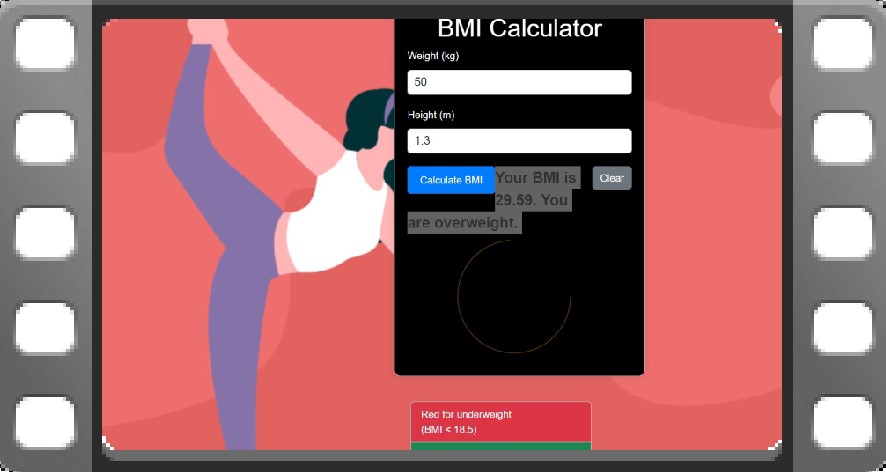 BMI Calculator
Weight (kg)
50
Height (m)
1.3
Calculate BMI
Your BMI is
29.59. You
are overweight.
Clear
Red for underweight
(BMI < 18.5)